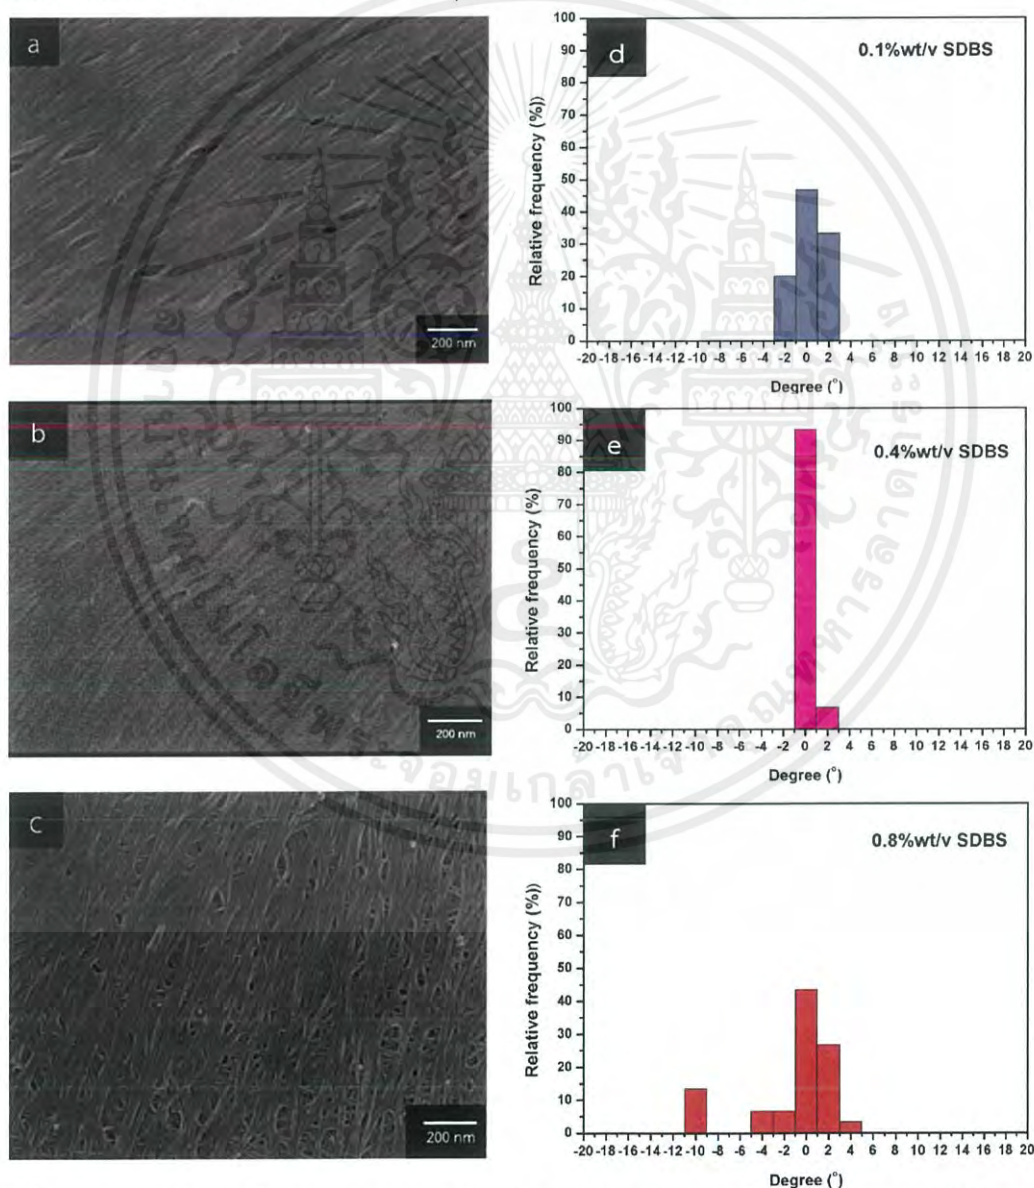 a
200 nm
d
0.1%wt/v SDBS
Relative frequency (%))
100
90
80
70
60
50
40
30
20
10
0
-20 -18 -16 -14 -12 -10 -8 -6 -4 -2 0 2 4 6 8 10 12 14 16 18 20
Degree (°)
b
200 nm
e
0.4%wt/v SDBS
Relative frequency (%)
100
90
80
70
60
50
40
30
20
10
0
-20 -18 -16 -14 -12 -10 -8 -6 -4 -2 0 2 4 6 8 10 12 14 16 18 20
Degree (°)
c
200 nm
f
0.8%wt/v SDBS
Relative frequency (%))
100
90
80
70
60
50
40
30
20
10
0
-20 -18 -16 -14 -12 -10 -8 -6 -4 -2 0 2 4 6 8 10 12 14 16 18 20
Degree (°)